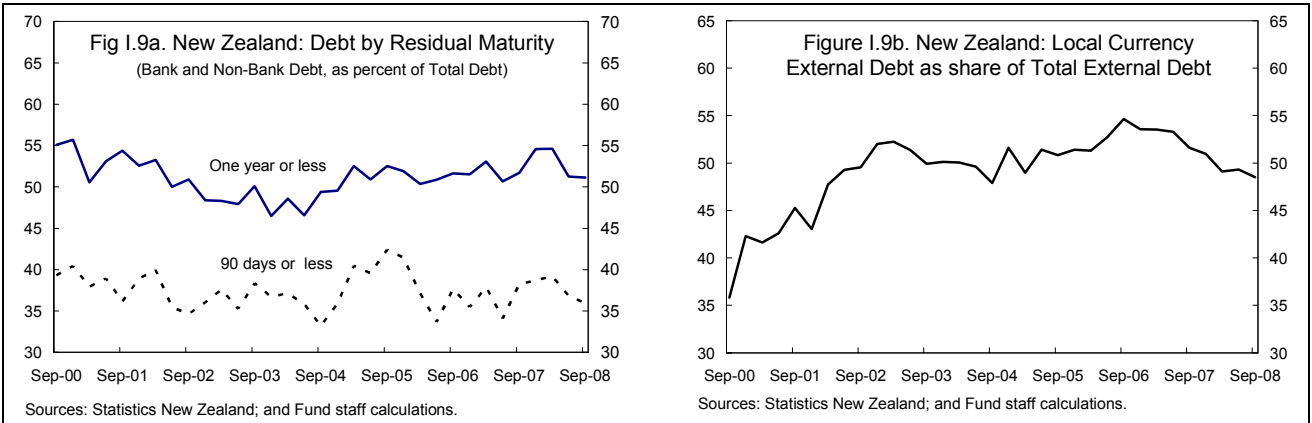 Fig I.9a. New Zealand: Debt by Residual Maturity
(Bank and Non-Bank Debt, as percent of Total Debt)
70 70
65 65
60 60
55 55
50 50
45 45
40 40
35 35
30 30
One year or less
90 days or less
Sep-00 Sep-01 Sep-02 Sep-03 Sep-04 Sep-05 Sep-06 Sep-07 Sep-08
Sources: Statistics New Zealand; and Fund staff calculations.
Figure I.9b. New Zealand: Local Currency
External Debt as share of Total External Debt
65 65
60 60
55 55
50 50
45 45
40 40
35 35
30 30
Sep-00 Sep-01 Sep-02 Sep-03 Sep-04 Sep-05 Sep-06 Sep-07 Sep-08
Sources: Statistics New Zealand; and Fund staff calculations.